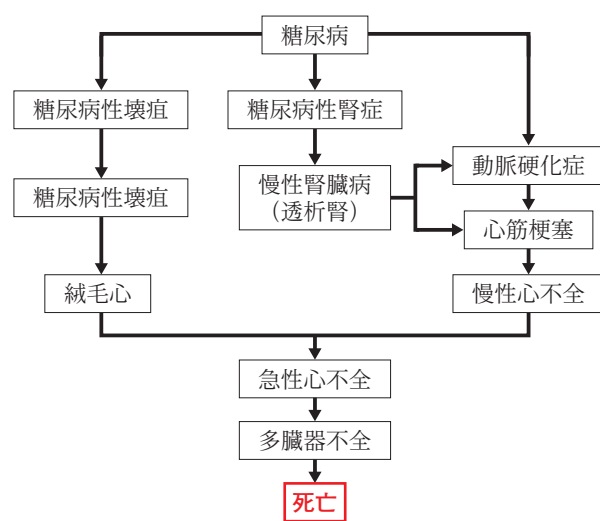 糖尿病
糖尿病性壊疽
糖尿病性腎症
動脈硬化症
糖尿病性壊疽
慢性腎臓病
（透析腎）
心筋梗塞
絨毛心
慢性心不全
急性心不全
多臓器不全
死亡